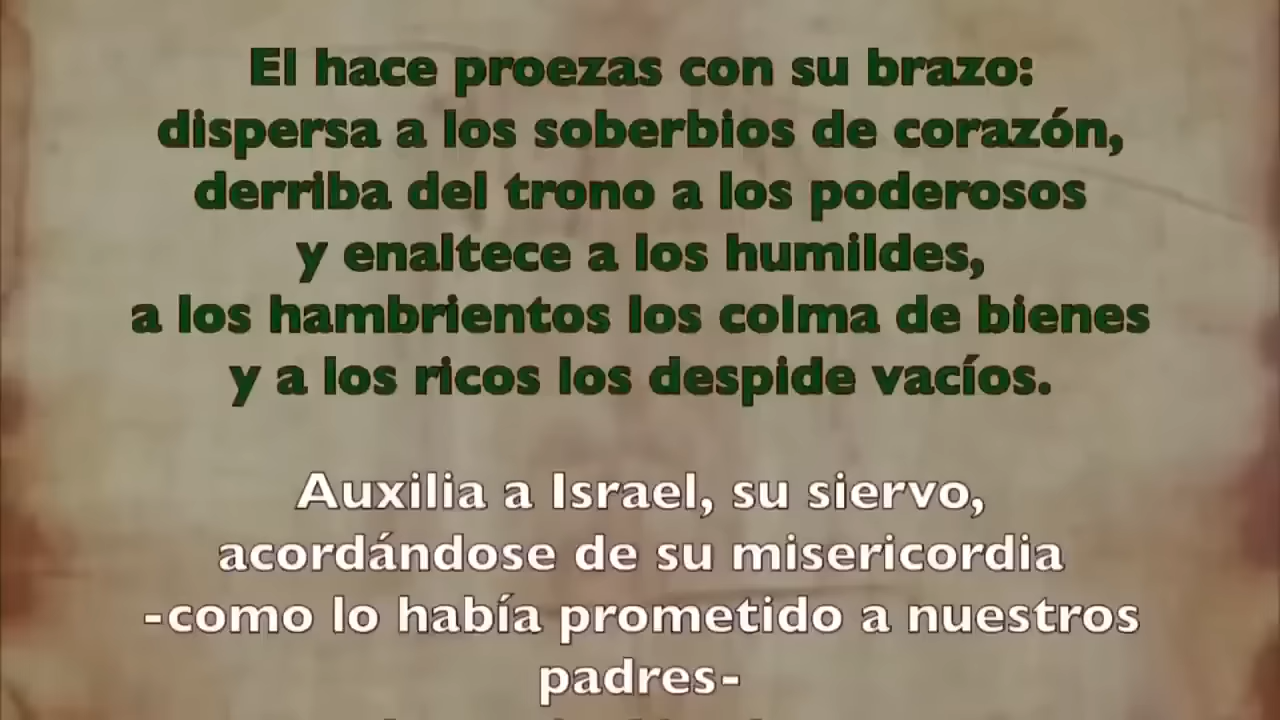 El hace proezas con su brazo:
dispersa a los soberbios de corazón,
derriba del trono a los poderosos
y enaltece a los humildes,
a los hambrientos los colma de bienes
y a los ricos los despide vacíos.
Auxilia a Israel, su siervo,
acordándose de su misericordia
-como lo había prometido a nuestros
padres-